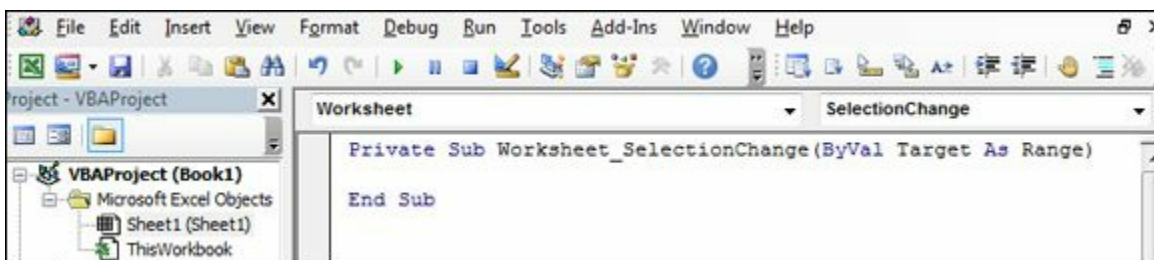 File Edit Insert View Format Debug Run Tools Add-Ins Window Help
Project - VBAProject
Worksheet SelectionChange
Private Sub Worksheet_SelectionChange(ByVal Target As Range)
VBAProject (Book1)
Microsoft Excel Objects
End Sub
Sheet1 (Sheet1)
ThisWorkbook